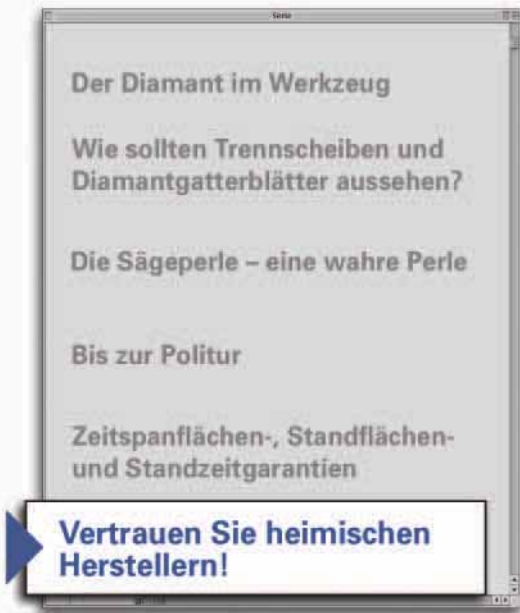 Serie
Der Diamant im Werkzeug
Wie sollten Trennscheiben und
Diamantgatterblätter aussehen?
Die Sägeperle – eine wahre Perle
Bis zur Politur
Zeitspanflächen-, Standflächen-
und Standzeitgarantien
Vertrauen Sie heimischen
Herstellern!